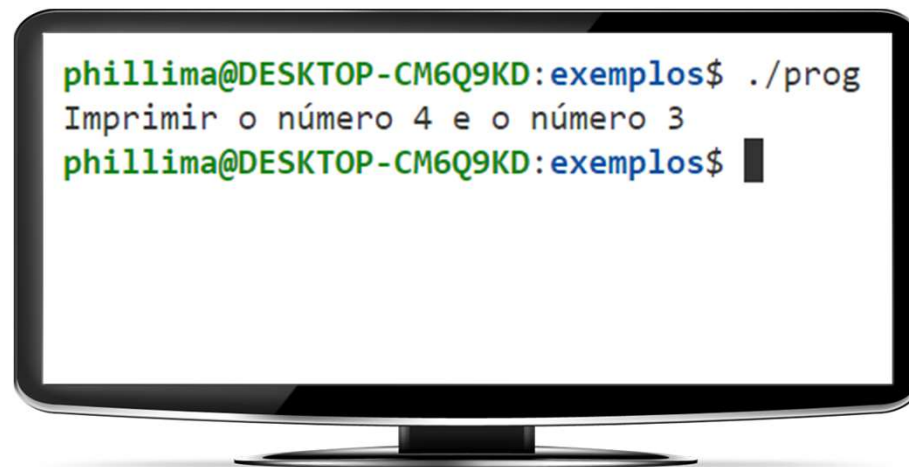 phillima@DESKTOP-CM6Q9KD:exemplos$ ./prog
Imprimir o número 4 e o número 3
phillima@DESKTOP-CM6Q9KD:exemplos$